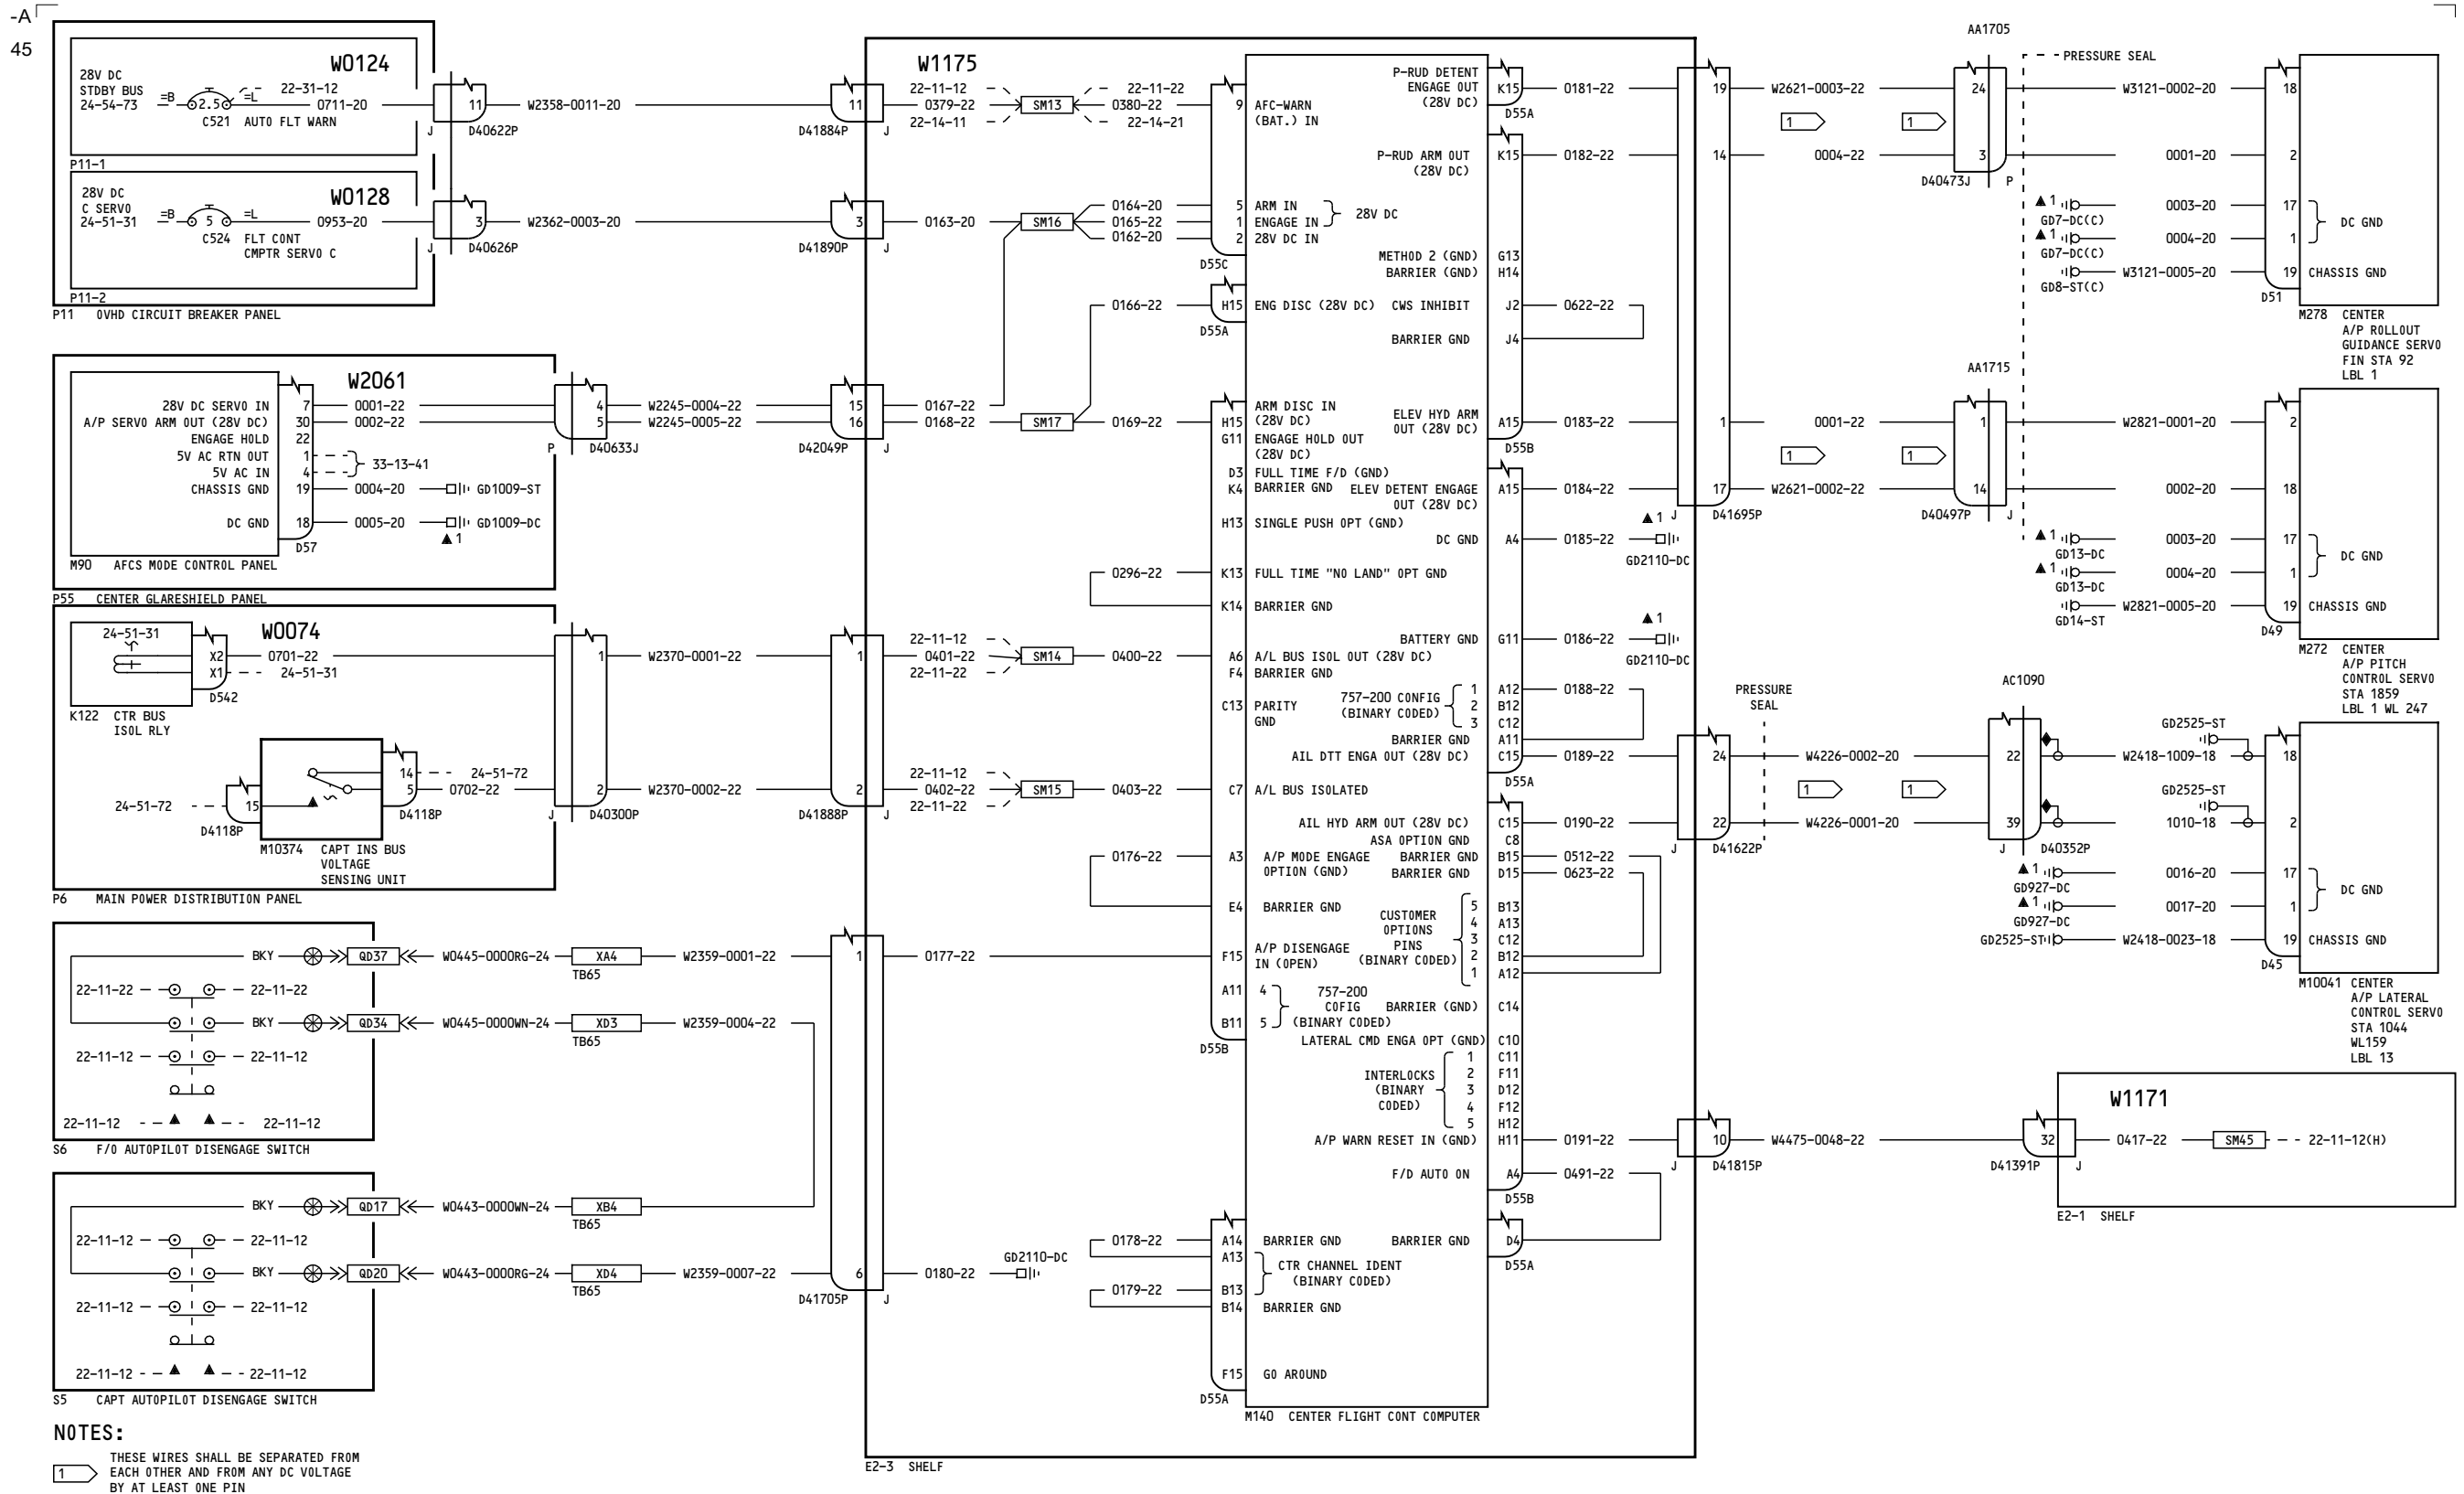 -A
45
W0124
28V DC
STDBY BUS
24-54-73
=B
2.5
=L
22-31-12
0711-20
C521 AUTO FLT WARN
P11-1
W0128
28V DC
C SERVO
24-51-31
=B
5
=L
0953-20
C524 FLT CONT
CMPTR SERVO C
P11-2
P11 OVHD CIRCUIT BREAKER PANEL
11
J
D40622P
W2358-0011-20
3
J
D40626P
W2362-0003-20
11
D41884P J
3
D41890P J
W2061
28V DC SERVO IN 7 0001-22
A/P SERVO ARM OUT (28V DC) 30 0002-22
ENGAGE HOLD 22
5V AC RTN OUT 1
5V AC IN 4
33-13-41
CHASSIS GND 19 0004-20 GD1009-ST
DC GND 18 0005-20 GD1009-DC
1
D57
M90 AFCS MODE CONTROL PANEL
P55 CENTER GLARESHIELD PANEL
4 W2245-0004-22 15
5 W2245-0005-22 16
P D40633J
D42049P J
W0074
24-51-31
X2 0701-22
X1 24-51-31
D542
K122 CTR BUS
ISOL RLY
14 24-51-72
5 0702-22
24-51-72 15
D4118P
D4118P
M10374 CAPT INS BUS
VOLTAGE
SENSING UNIT
P6 MAIN POWER DISTRIBUTION PANEL
1 W2370-0001-22 1
2 W2370-0002-22 2
J D40300P
D41888P J
BKY QD37 W0445-0000RG-24 XA4 W2359-0001-22 1
TB65
22-11-22 22-11-22
BKY QD34 W0445-0000WN-24 XD3 W2359-0004-22
TB65
22-11-12 22-11-12
22-11-12 22-11-12
S6 F/O AUTOPILOT DISENGAGE SWITCH
BKY QD17 W0443-0000WN-24 XB4
TB65
22-11-12 22-11-12
BKY QD20 W0443-0000RG-24 XD4 W2359-0007-22 6
TB65
D41705P J
22-11-12 22-11-12
22-11-12 22-11-12
S5 CAPT AUTOPILOT DISENGAGE SWITCH
NOTES:
1 THESE WIRES SHALL BE SEPARATED FROM
EACH OTHER AND FROM ANY DC VOLTAGE
BY AT LEAST ONE PIN
W1175
22-11-12 22-11-22
0379-22 SM13 0380-22 9 AFC-WARN
22-14-11 22-14-21 (BAT.) IN
0163-20 SM16
0164-20 5 ARM IN
0165-22 1 ENGAGE IN
28V DC
0162-20 2 28V DC IN
D55C
0166-22 H15 ENG DISC (28V DC)
D55A
0167-22
0168-22 SM17 0169-22
ARM DISC IN
H15 (28V DC)
G11 ENGAGE HOLD OUT
(28V DC)
D3 FULL TIME F/D (GND)
K4 BARRIER GND
H13 SINGLE PUSH OPT (GND)
0296-22 K13 FULL TIME "NO LAND" OPT GND
K14 BARRIER GND
22-11-12
0401-22 SM14 0400-22 A6 A/L BUS ISOL OUT (28V DC)
22-11-22
F4 BARRIER GND
C13 PARITY
GND
22-11-12
0402-22 SM15 0403-22 C7 A/L BUS ISOLATED
22-11-22
0176-22 A3 A/P MODE ENGAGE
OPTION (GND)
E4 BARRIER GND
0177-22 F15 A/P DISENGAGE
IN (OPEN)
A11 4
B11 5
757-200
COFIG
(BINARY CODED)
D55B
0178-22 A14 BARRIER GND
A13
CTR CHANNEL IDENT
(BINARY CODED)
0179-22 B13
B14 BARRIER GND
0180-22 GD2110-DC
F15 GO AROUND
D55A
M140 CENTER FLIGHT CONT COMPUTER
E2-3 SHELF
P-RUD DETENT
ENGAGE OUT
(28V DC)
K15 0181-22 19
D55A
P-RUD ARM OUT
(28V DC)
K15 0182-22 14
METHOD 2 (GND) G13
BARRIER (GND) H14
CWS INHIBIT J2 0622-22
BARRIER GND J4
ELEV HYD ARM
OUT (28V DC)
A15 0183-22 1
D55B
ELEV DETENT ENGAGE
OUT (28V DC)
A15 0184-22 17
J D41695P
DC GND A4 0185-22
1
GD2110-DC
BATTERY GND G11 0186-22
1
GD2110-DC
757-200 CONFIG
(BINARY CODED)
1 A12 0188-22
2 B12
3 C12
BARRIER GND A11
AIL DTT ENGA OUT (28V DC) C15 0189-22 24
D55A
AIL HYD ARM OUT (28V DC) C15 0190-22 22
J D41622P
ASA OPTION GND C8
BARRIER GND B15 0512-22
BARRIER GND D15 0623-22
CUSTOMER
OPTIONS
PINS
(BINARY CODED)
5 B13
4 A13
3 C12
2 B12
1 A12
BARRIER (GND) C14
LATERAL CMD ENGA OPT (GND) C10
INTERLOCKS
(BINARY
CODED)
1 C11
2 F11
3 D12
4 F12
5 H12
A/P WARN RESET IN (GND) H11 0191-22 10
J D41815P
F/D AUTO ON A4 0491-22
D55B
BARRIER GND D4
D55A
AA1705
PRESSURE SEAL
W2621-0003-22 24 W3121-0002-20 18
1 1
0004-22 3 0001-20 2
D40473J P
1 GD7-DC(C) 0003-20 17
1 GD7-DC(C) 0004-20 1
DC GND
GD8-ST(C) W3121-0005-20 19 CHASSIS GND
D51
M278 CENTER
A/P ROLLOUT
GUIDANCE SERVO
FIN STA 92
LBL 1
AA1715
0001-22 1 W2821-0001-20 2
1 1
W2621-0002-22 14 0002-20 18
D40497P J
1 GD13-DC 0003-20 17
1 GD13-DC 0004-20 1
DC GND
GD14-ST W2821-0005-20 19 CHASSIS GND
D49
M272 CENTER
A/P PITCH
CONTROL SERVO
STA 1859
LBL 1 WL 247
PRESSURE
SEAL
AC1090
GD2525-ST
W4226-0002-20 22 W2418-1009-18 18
1 1
GD2525-ST
W4226-0001-20 39 1010-18 2
J D40352P
1 GD927-DC 0016-20 17
1 GD927-DC 0017-20 1
DC GND
GD2525-ST W2418-0023-18 19 CHASSIS GND
D45
M10041 CENTER
A/P LATERAL
CONTROL SERVO
STA 1044
WL159
LBL 13
W1171
W4475-0048-22 32 0417-22 SM45 22-11-12(H)
D41391P J
E2-1 SHELF